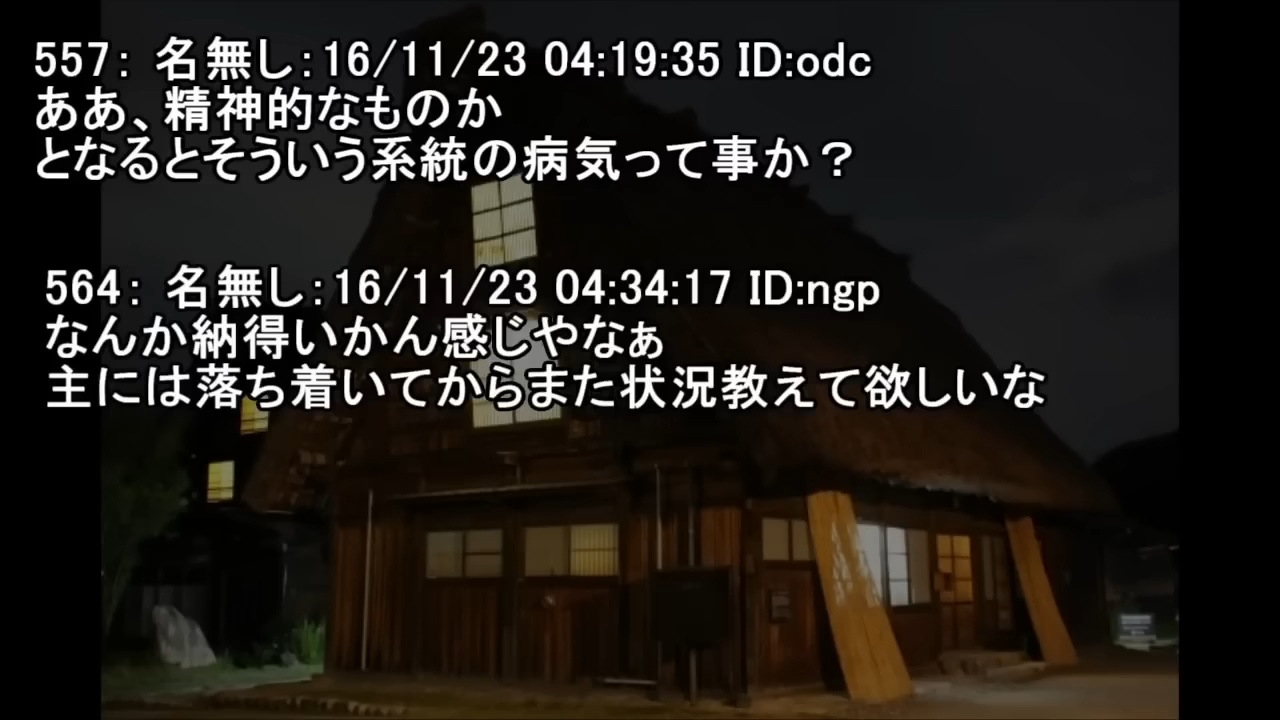 557： 名無し：16/11/23 04:19:35 ID:odc
ああ、精神的なものか
となるとそういう系統の病気って事か？
564： 名無し：16/11/23 04:34:17 ID:ngp
なんか納得いかん感じやなぁ
主には落ち着いてからまた状況教えて欲しいな